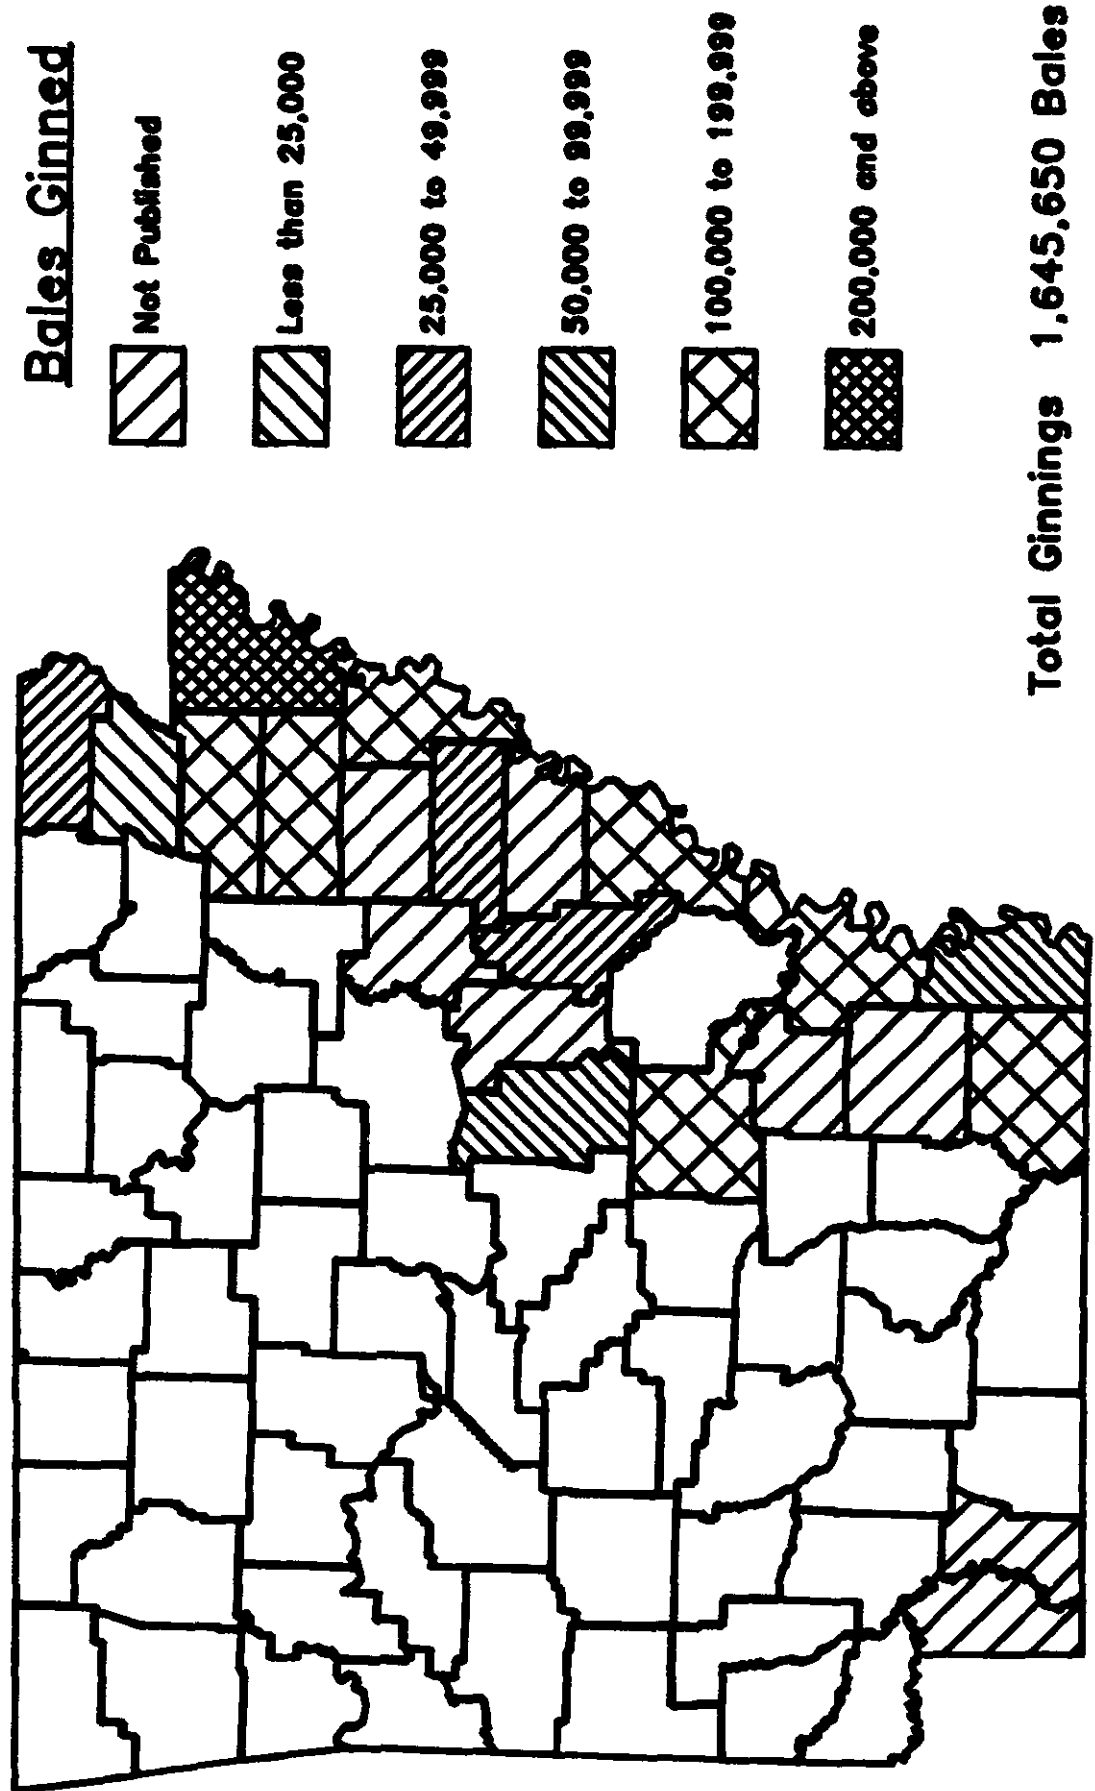 Bales Ginned
Not Published
Less than 25,000
25,000 to 49,999
50,000 to 99,999
100,000 to 199,999
200,000 and above
Total Ginnings 1,645,650 Bales